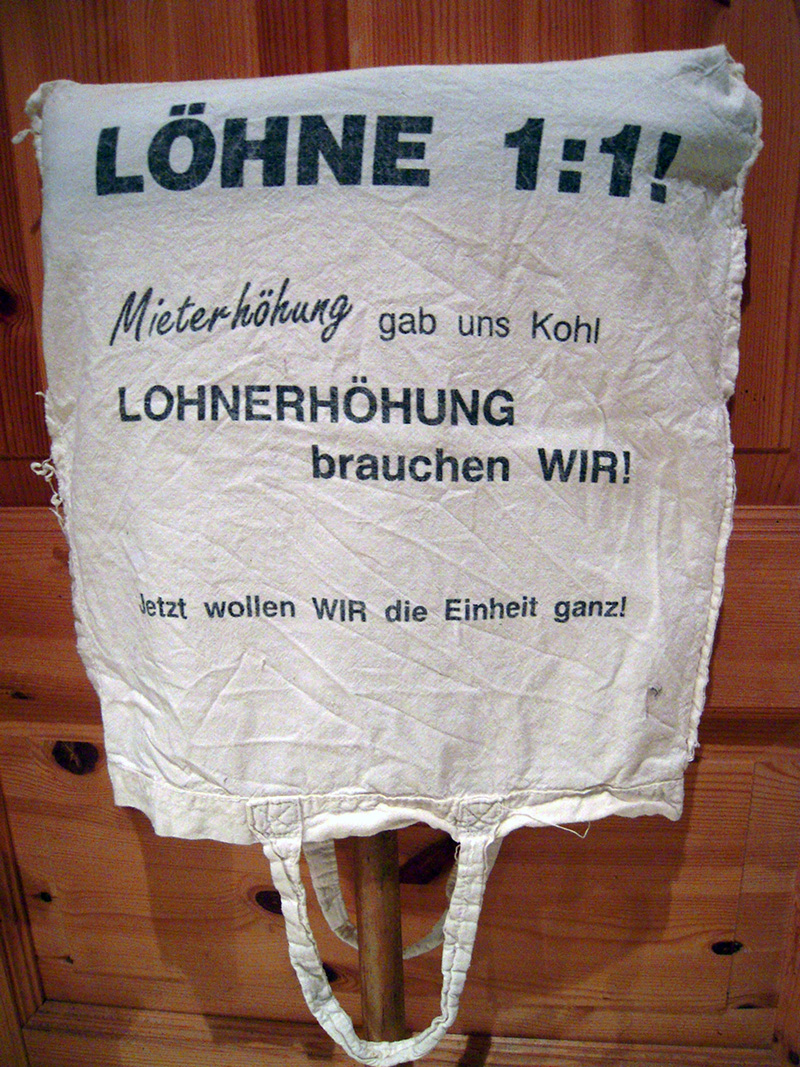 LÖHNE 1:1!
Mieterhöhung gab uns Kohl
LOHNERHÖHUNG
brauchen WIR!
Jetzt wollen WIR die Einheit ganz!